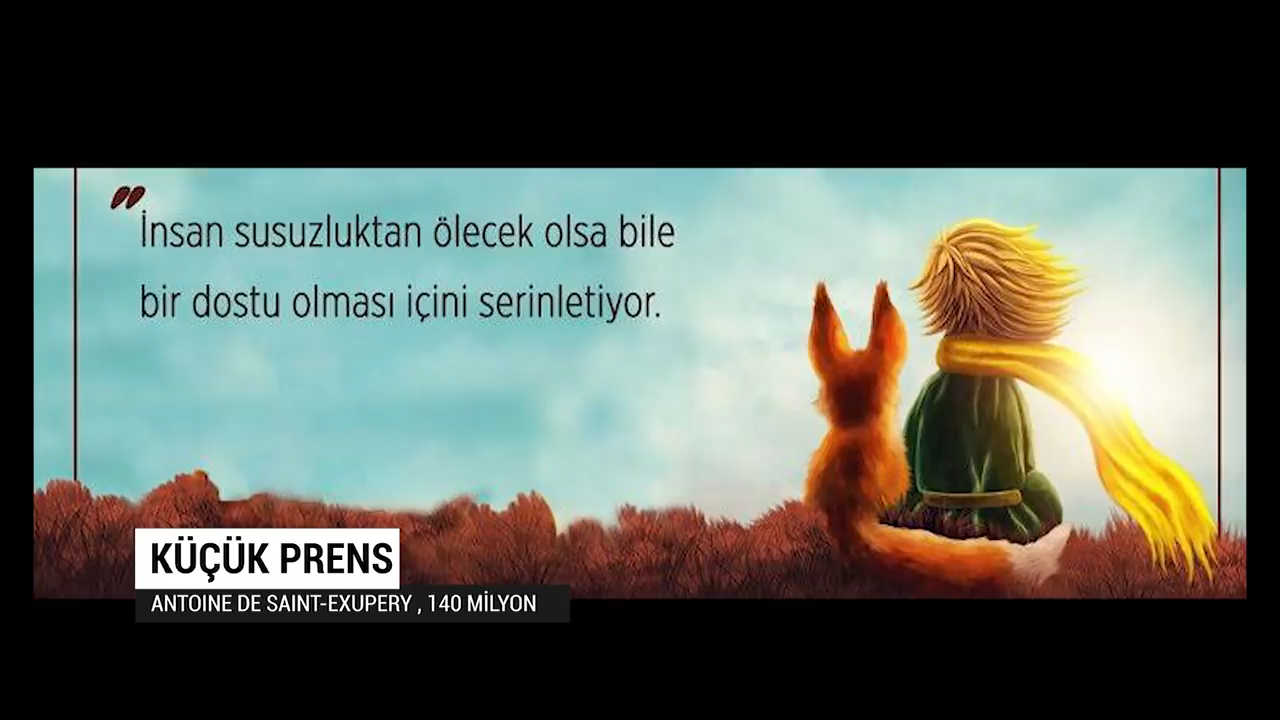 "
İnsan susuzluktan ölecek olsa bile
bir dostu olması içini serinletiyor.
KÜÇÜK PRENS
ANTOINE DE SAINT-EXUPERY , 140 MİLYON